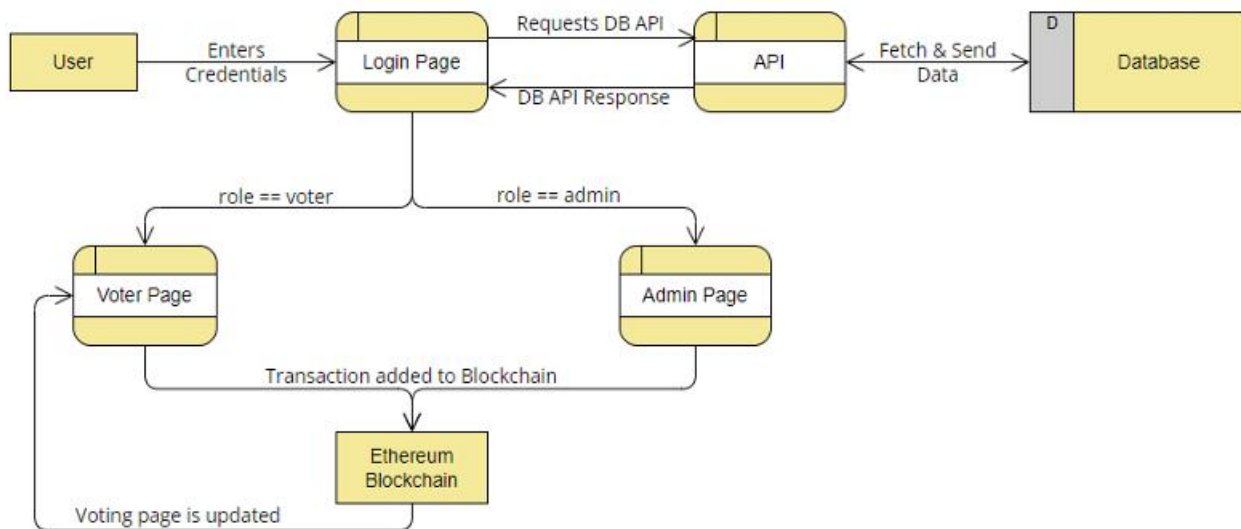 User
Enters
Credentials
Login Page
Requests DB API
DB API Response
API
Fetch & Send
Data
D
Database
role == voter
role == admin
Voter Page
Admin Page
Transaction added to Blockchain
Ethereum
Blockchain
Voting page is updated